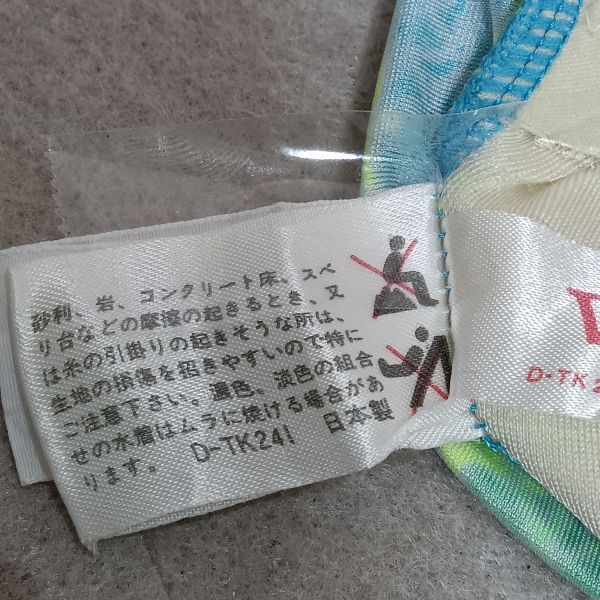 砂利、岩、コンクリート床、スベ
り台などの摩擦の起きるとき、又
は糸の引掛りの起きそうな所は、
生地の損傷を招きやすいので特に
ご注意下さい。濃色、淡色の組合
せの水着はムラに焼ける場合があ
ります。 D-TK241 日本製
D-TK2